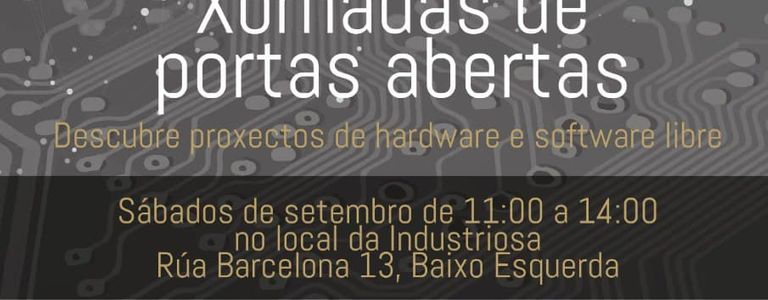 Xornadas de
portas abertas
Descubre proxectos de hardware e software libre
Sábados de setembro de 11:00 a 14:00
no local da Industriosa
Rúa Barcelona 13, Baixo Esquerda